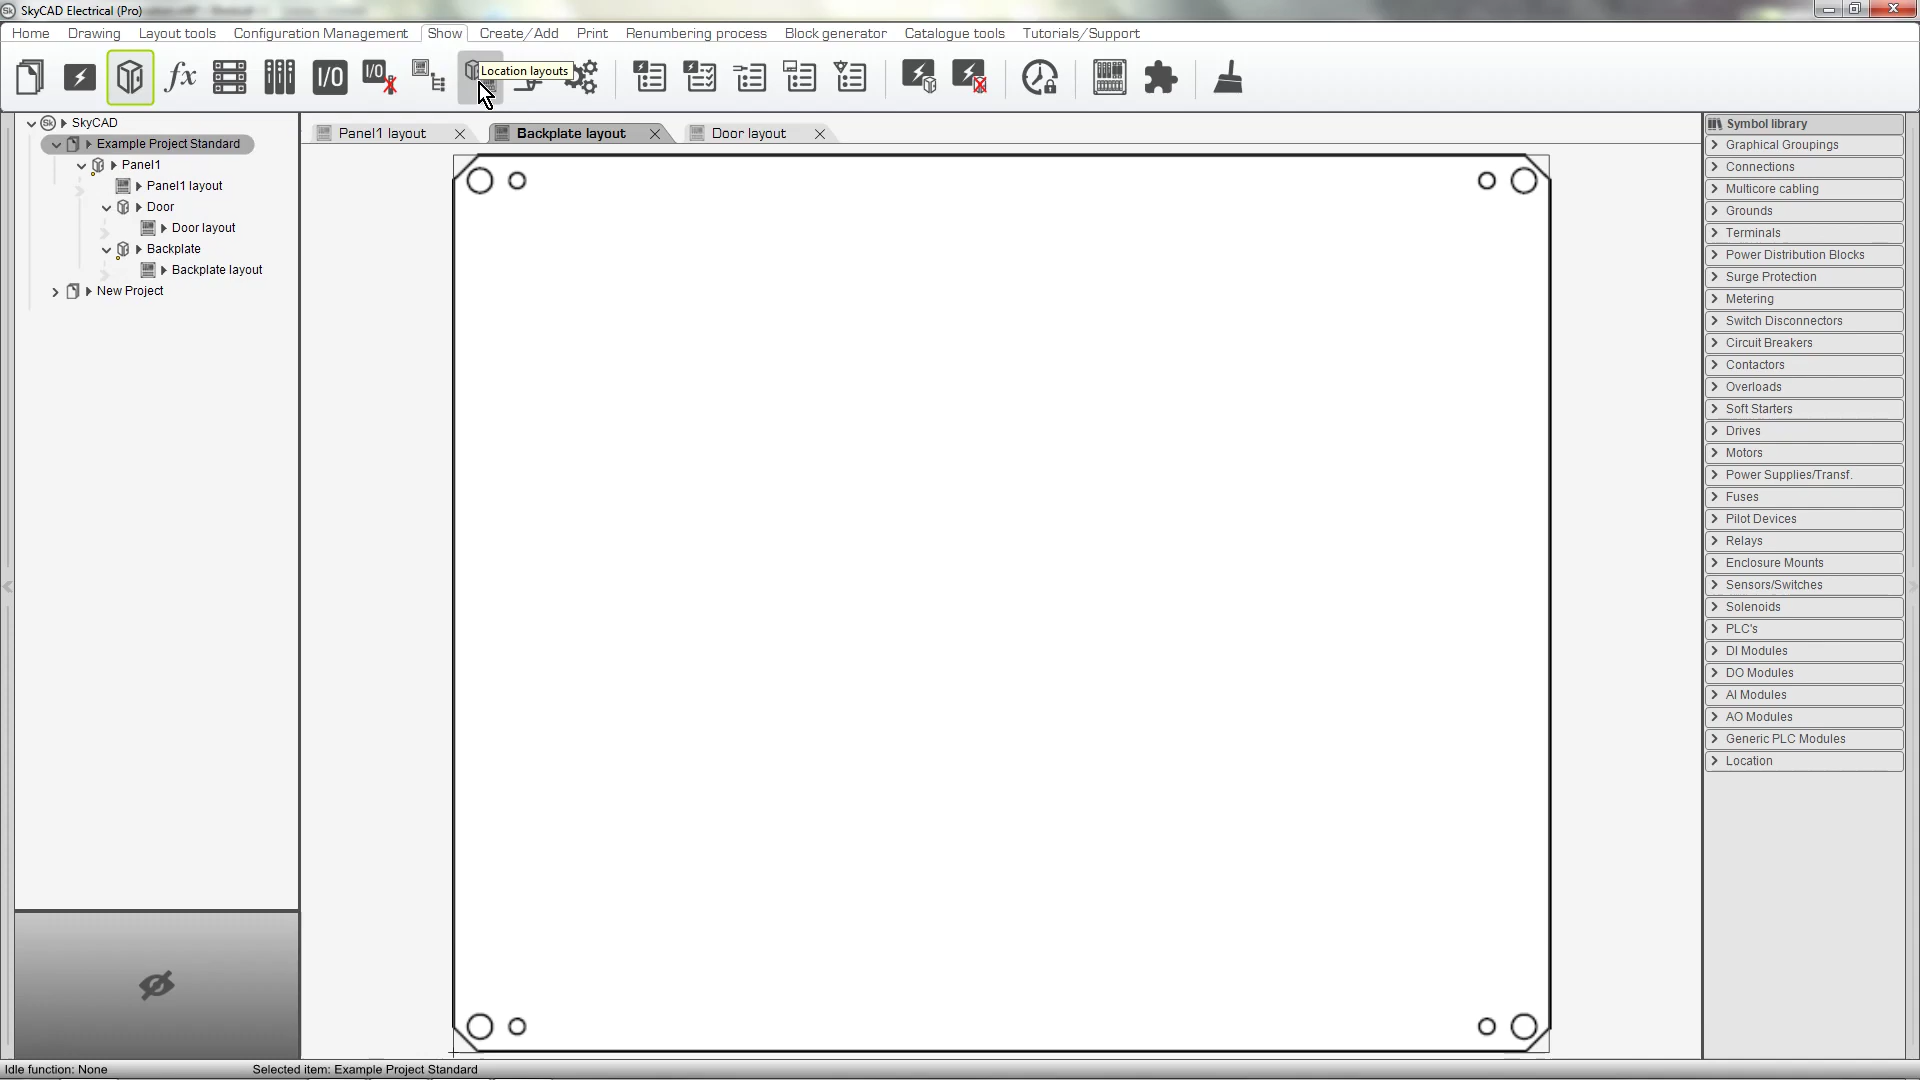 SkyCAD Electrical (Pro)
Home Drawing Layout tools Configuration Management Show Create/Add Print Renumbering process Block generator Catalogue tools Tutorials/Support
fx I/O I/O Location layouts
SkyCAD
Example Project Standard
Panel1
Panel1 layout
Door
Door layout
Backplate
Backplate layout
New Project
Panel1 layout Backplate layout Door layout
Symbol library
Graphical Groupings
Connections
Multicore cabling
Grounds
Terminals
Power Distribution Blocks
Surge Protection
Metering
Switch Disconnectors
Circuit Breakers
Contactors
Overloads
Soft Starters
Drives
Motors
Power Supplies/Transf.
Fuses
Pilot Devices
Relays
Enclosure Mounts
Sensors/Switches
Solenoids
PLC's
DI Modules
DO Modules
AI Modules
AO Modules
Generic PLC Modules
Location
Idle function: None Selected item: Example Project Standard